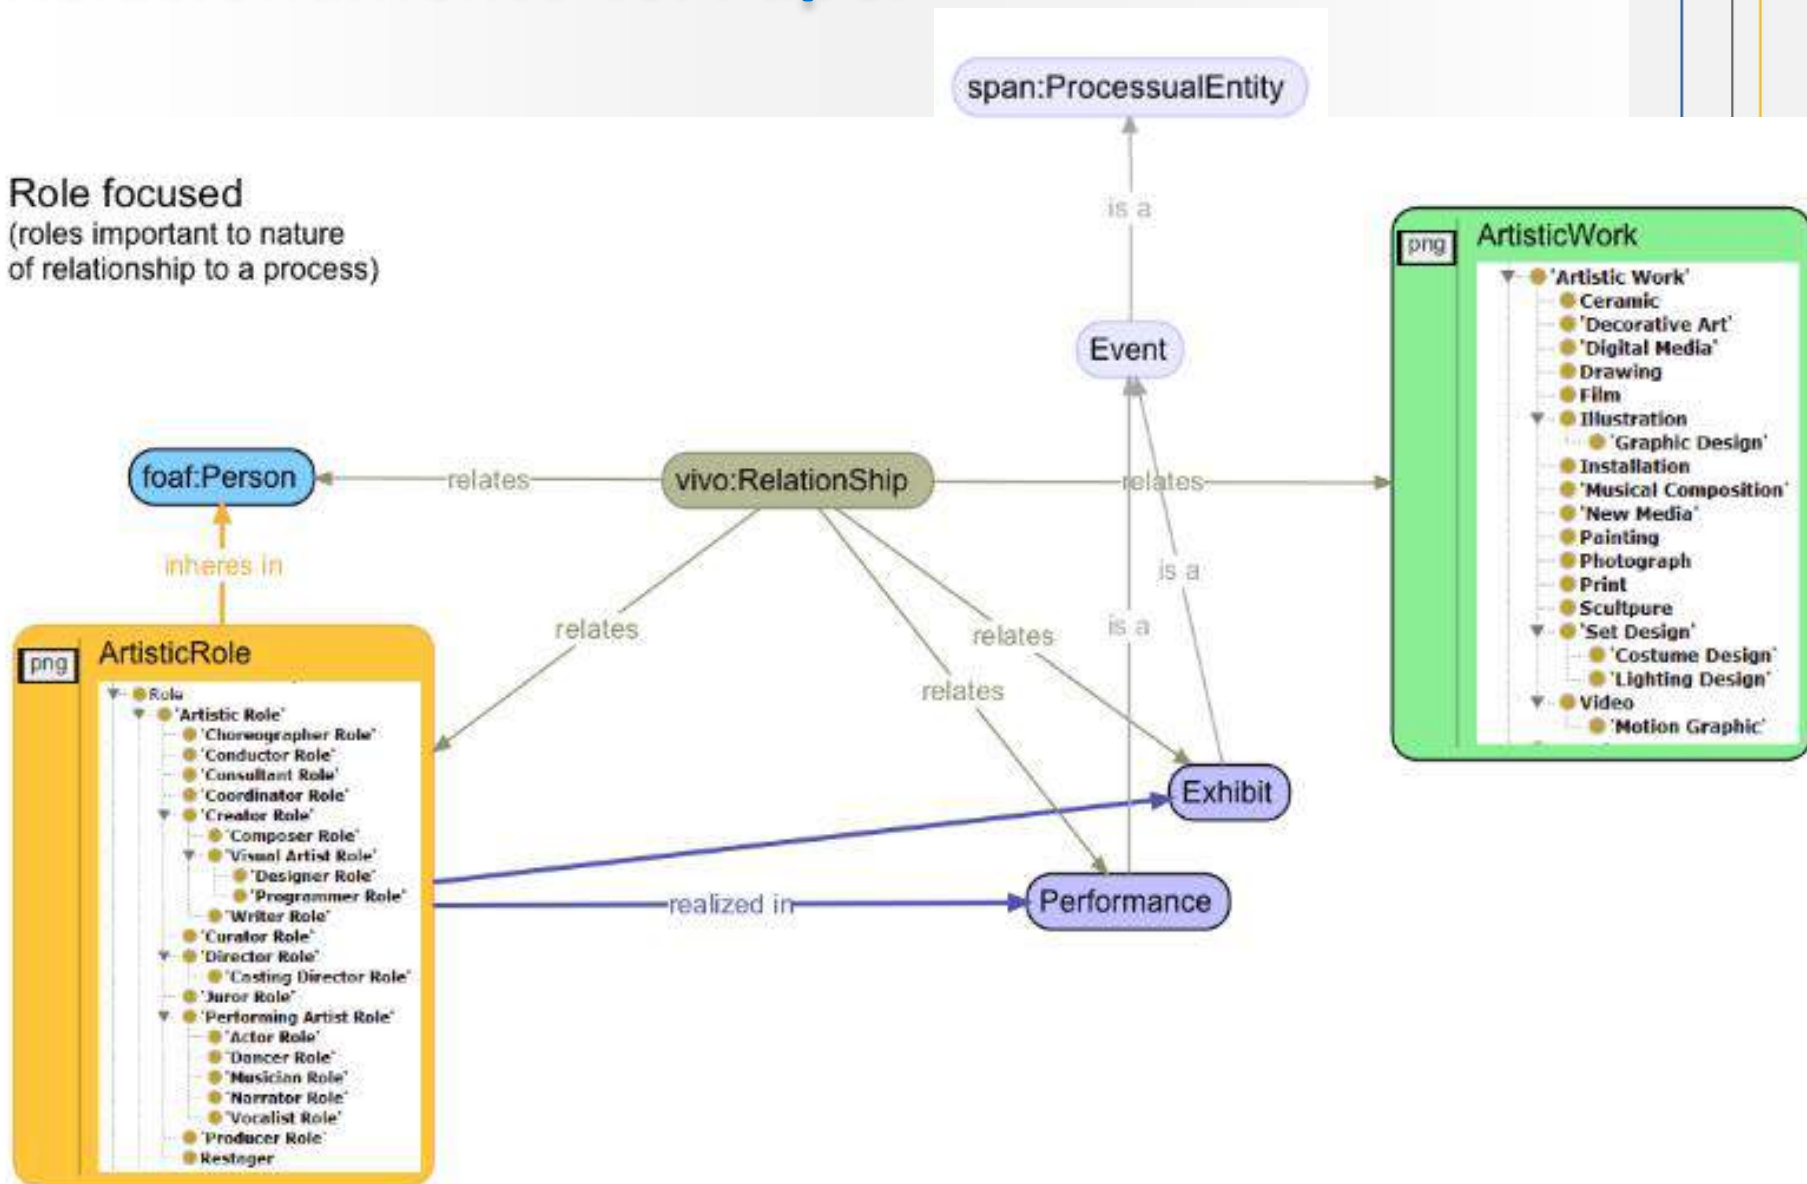 span:ProcessualEntity
is a
Role focused
(roles important to nature
of relationship to a process)
Event
foaf:Person
relates
vivo:RelationShip
relates
inheres in
is a
relates
relates
is a
relates
png
ArtisticWork
'Artistic Work'
Ceramic
'Decorative Art'
'Digital Media'
Drawing
Film
Illustration
'Graphic Design'
Installation
'Musical Composition'
'New Media'
Painting
Photograph
Print
Scultpure
'Set Design'
'Costume Design'
'Lighting Design'
Video
'Motion Graphic'
png
ArtisticRole
Role
'Artistic Role'
'Choreographer Role'
'Conductor Role'
'Consultant Role'
'Coordinator Role'
'Creator Role'
'Composer Role'
'Visual Artist Role'
'Designer Role'
'Programmer Role'
'Writer Role'
'Curator Role'
'Director Role'
'Casting Director Role'
'Juror Role'
'Performing Artist Role'
'Actor Role'
'Dancer Role'
'Musician Role'
'Narrator Role'
'Vocalist Role'
'Producer Role'
Restager
Exhibit
realized in
Performance